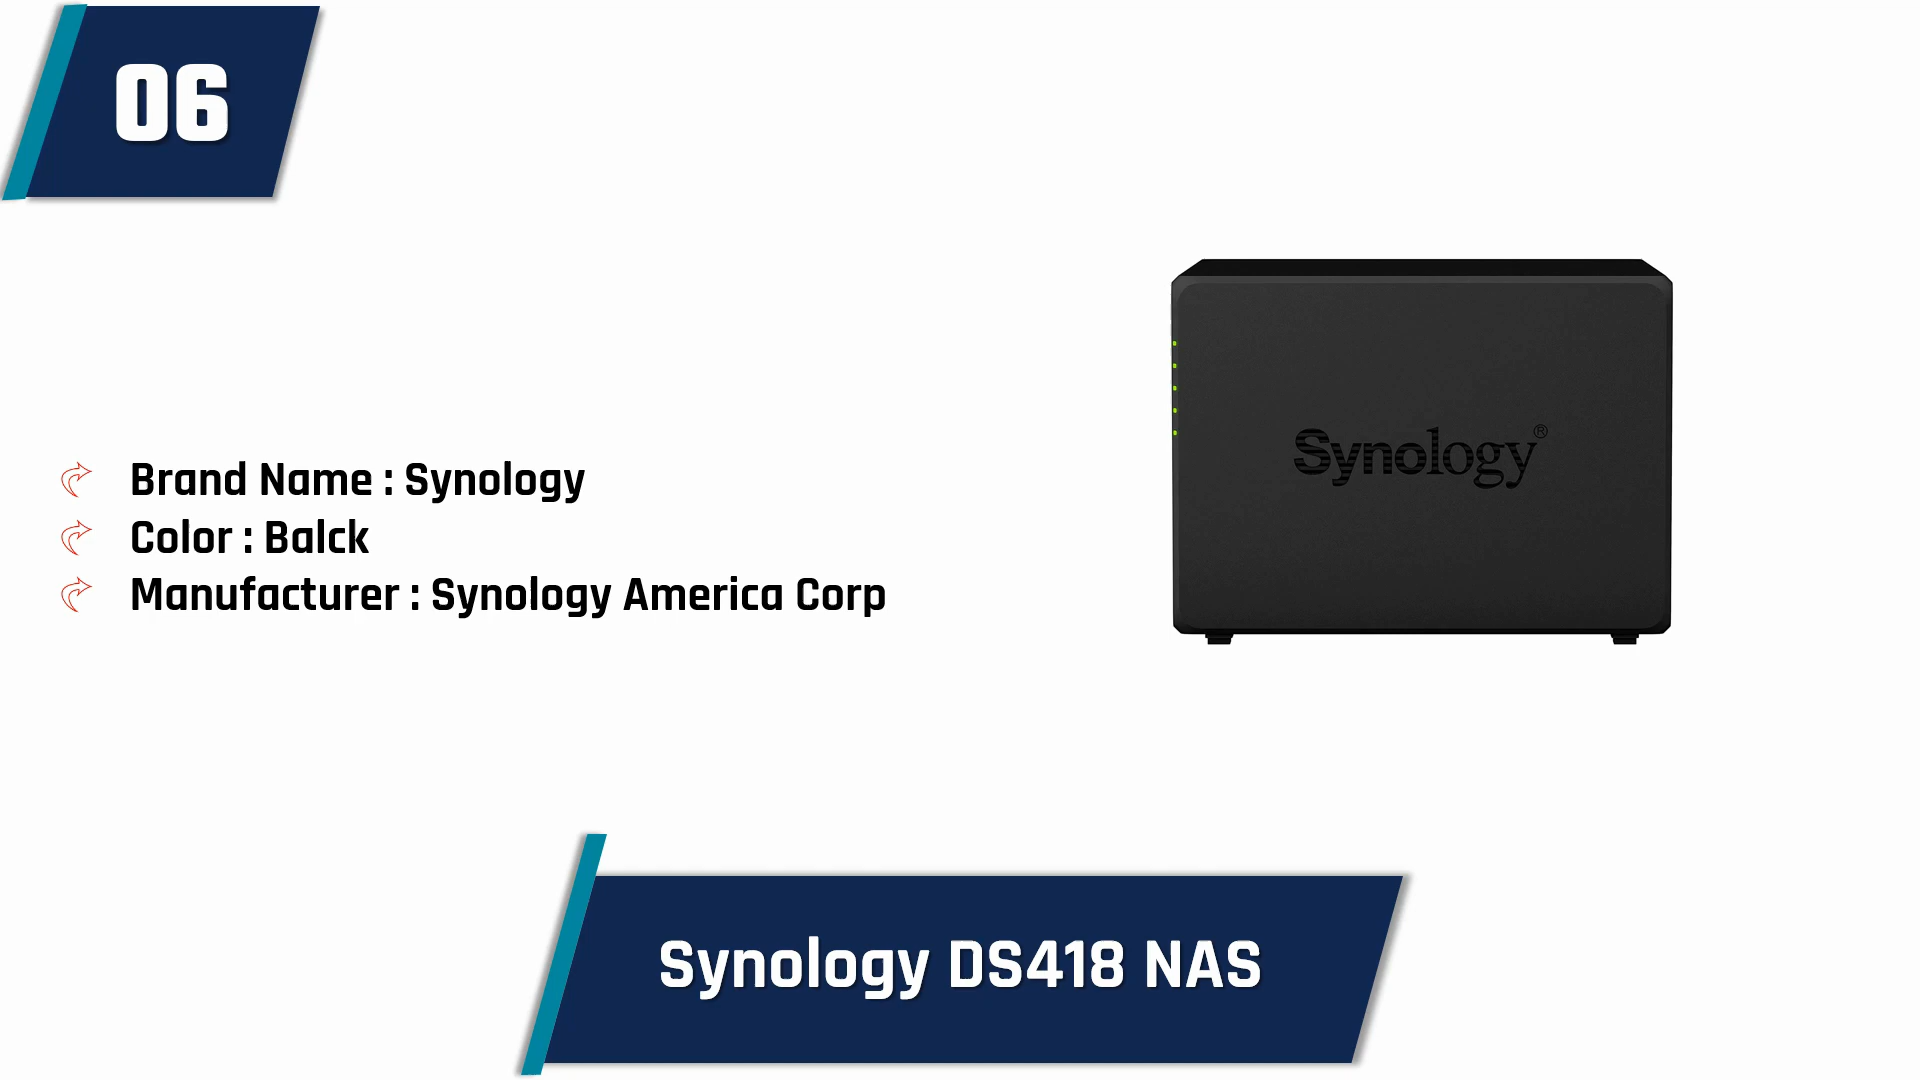 06
Brand Name : Synology
Color : Balck
Manufacturer : Synology America Corp
Synology®
Synology DS418 NAS